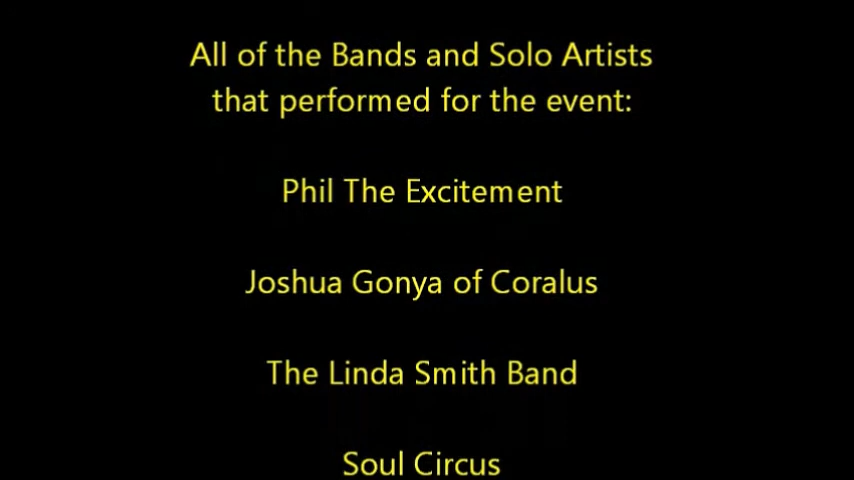 All of the Bands and Solo Artists
that performed for the event:
Phil The Excitement
Joshua Gonya of Coralus
The Linda Smith Band
Soul Circus